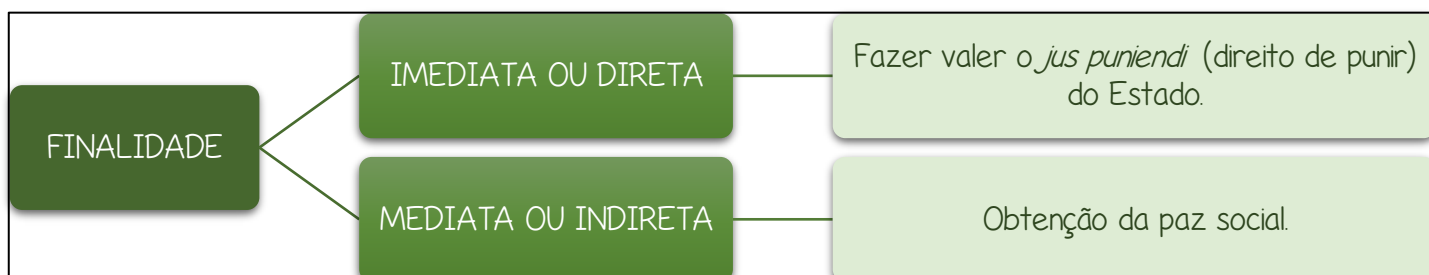 FINALIDADE
IMEDIATA OU DIRETA
Fazer valer o jus puniendi (direito de punir)
do Estado.
MEDIATA OU INDIRETA
Obtenção da paz social.